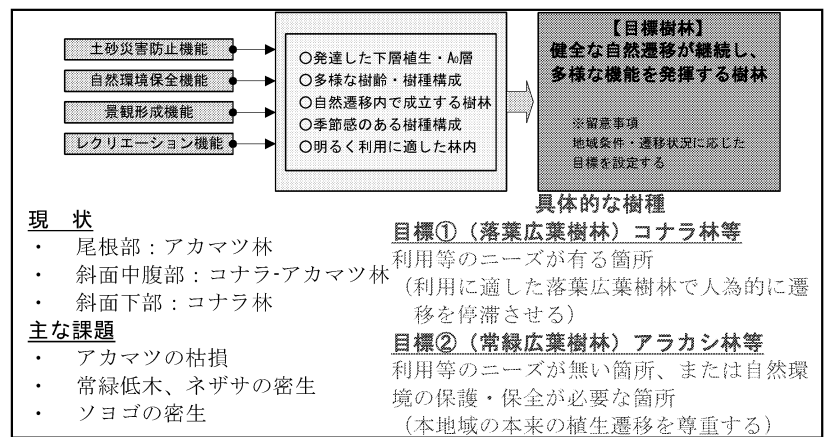 土砂災害防止機能
自然環境保全機能
景観形成機能
レクリエーション機能
○発達した下層植生・A₀層
○多様な樹齢・樹種構成
○自然遷移内で成立する樹林
○季節感のある樹種構成
○明るく利用に適した林内
【目標樹林】
健全な自然遷移が継続し、
多様な機能を発揮する樹林
※留意事項
地域条件・遷移状況に応じた
目標を設定する
現 状
・ 尾根部：アカマツ林
・ 斜面中腹部：コナラ-アカマツ林
・ 斜面下部：コナラ林
主な課題
・ アカマツの枯損
・ 常緑低木、ネザサの密生
・ ソヨゴの密生
具体的な樹種
目標①（落葉広葉樹林）コナラ林等
利用等のニーズが有る箇所
（利用に適した落葉広葉樹林で人為的に遷
移を停滞させる）
目標②（常緑広葉樹林）アラカシ林等
利用等のニーズが無い箇所、または自然環
境の保護・保全が必要な箇所
（本地域の本来の植生遷移を尊重する）